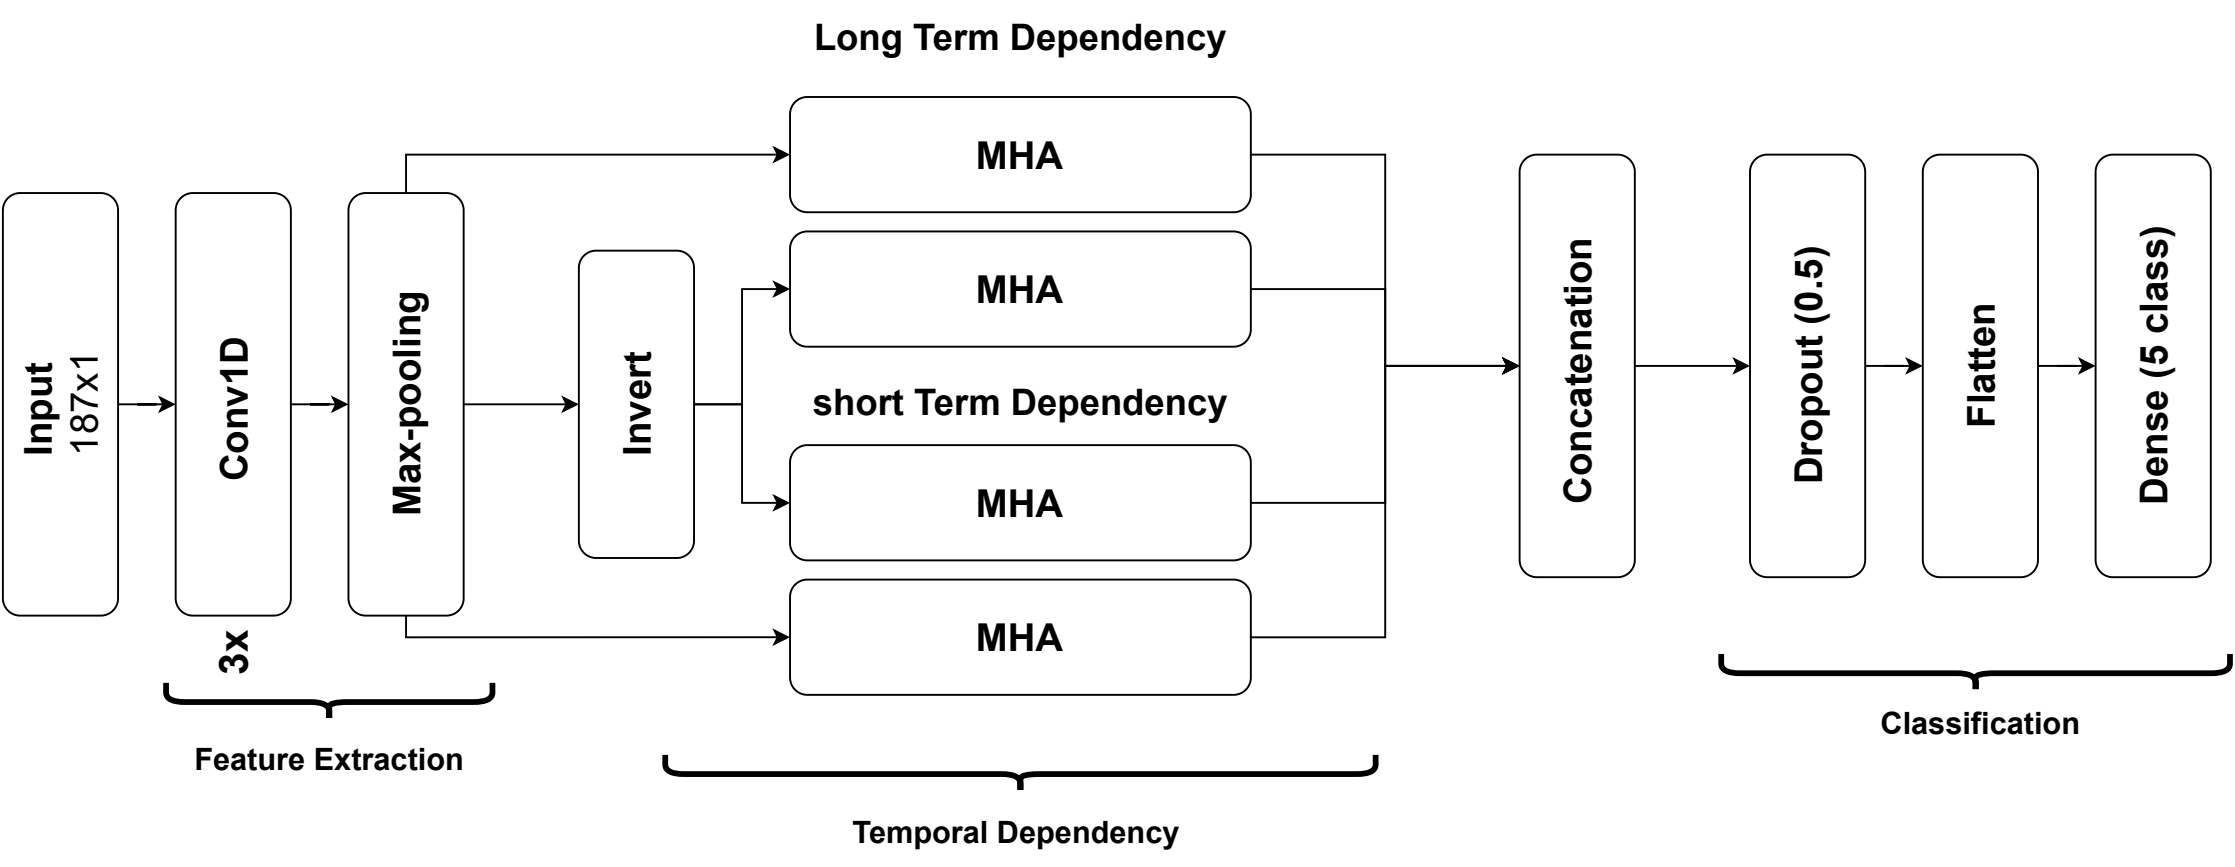 Long Term Dependency
Input
187x1
Conv1D
3x
Max-pooling
Invert
MHA
MHA
short Term Dependency
MHA
MHA
Concatenation
Dropout (0.5)
Flatten
Dense (5 class)
Feature Extraction
Temporal Dependency
Classification